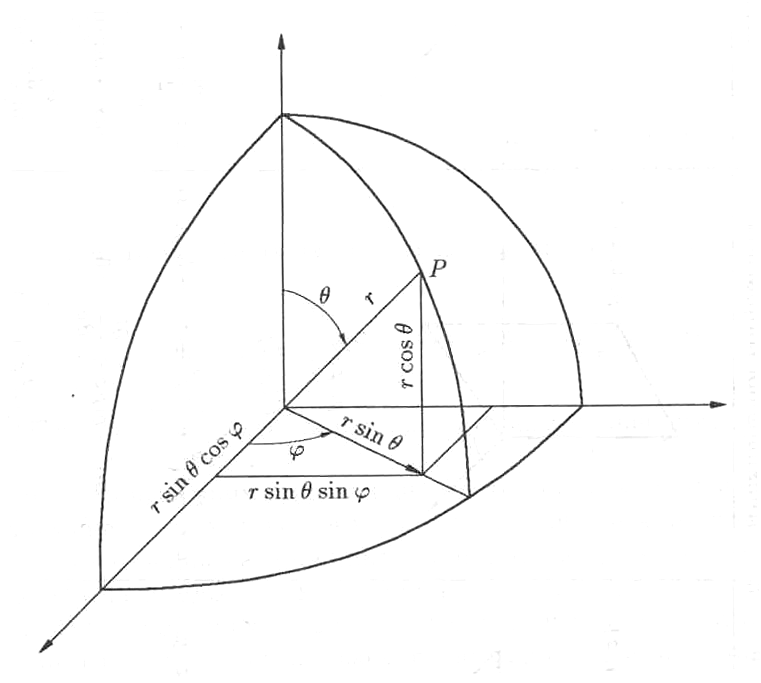 P
θ
r
r cos θ
r sin θ
φ
r sin θ cos φ
r sin θ sin φ